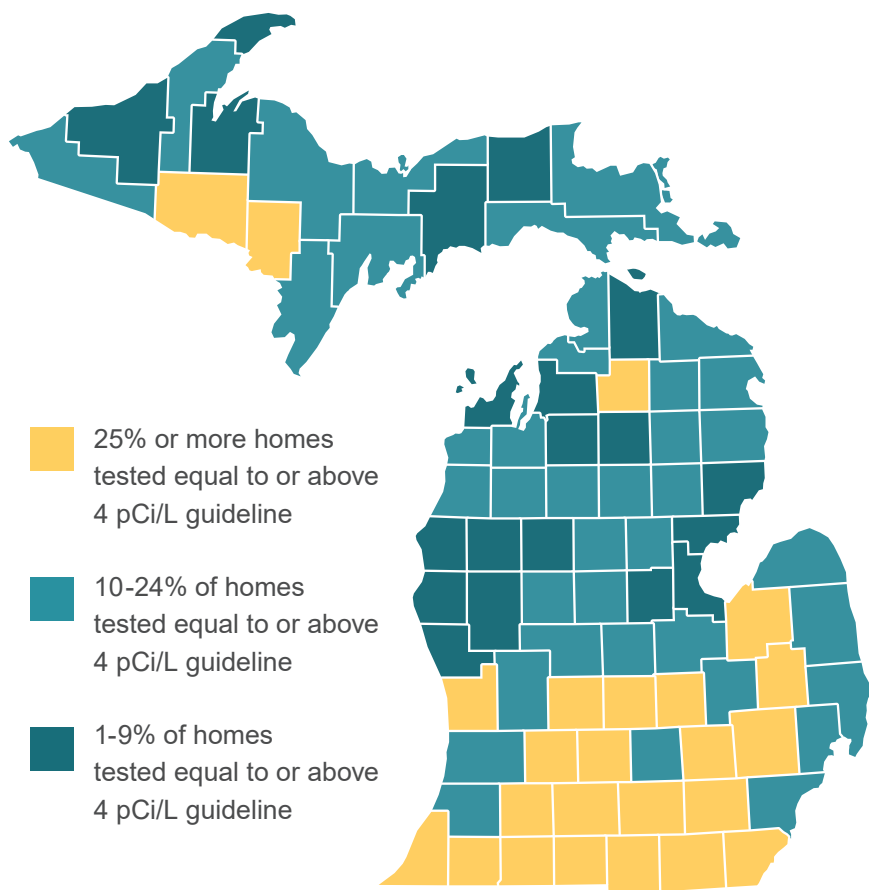 25% or more homes
tested equal to or above
4 pCi/L guideline
10-24% of homes
tested equal to or above
4 pCi/L guideline
1-9% of homes
tested equal to or above
4 pCi/L guideline